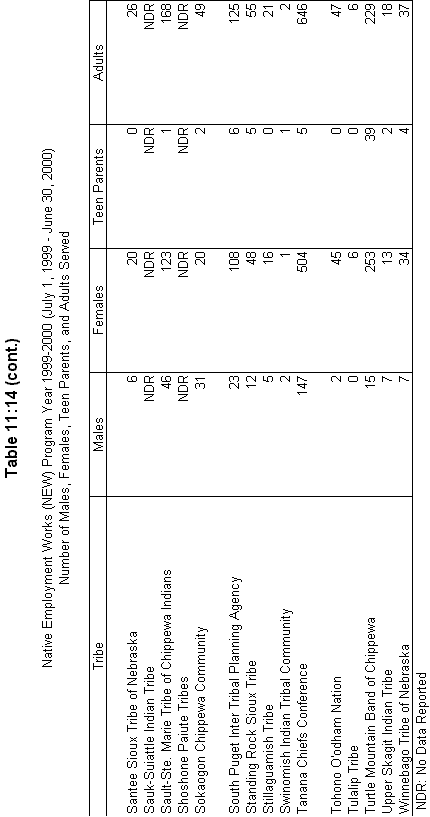 Table 11:14 (cont.)
Native Employment Works (NEW) Program Year 1999-2000 (July 1, 1999 - June 30, 2000)
Number of Males, Females, Teen Parents, and Adults Served
Tribe Males Females Teen Parents Adults
Santee Sioux Tribe of Nebraska 6 20 0 26
Sauk-Suiattle Indian Tribe NDR NDR NDR NDR
Sault-Ste. Marie Tribe of Chippewa Indians 46 123 1 168
Shoshone Paiute Tribes NDR NDR NDR NDR
Sokaogon Chippewa Community 31 20 2 49
South Puget Inter Tribal Planning Agency 23 108 6 125
Standing Rock Sioux Tribe 12 48 5 55
Stillaguamish Tribe 5 16 0 21
Swinomish Indian Tribal Community 2 1 1 2
Tanana Chiefs Conference 147 504 5 646
Tohono O'odham Nation 2 45 0 47
Tulalip Tribe 0 6 0 6
Turtle Mountain Band of Chippewa 15 253 39 229
Upper Skagit Indian Tribe 7 13 2 18
Winnebago Tribe of Nebraska 7 34 4 37
NDR: No Data Reported